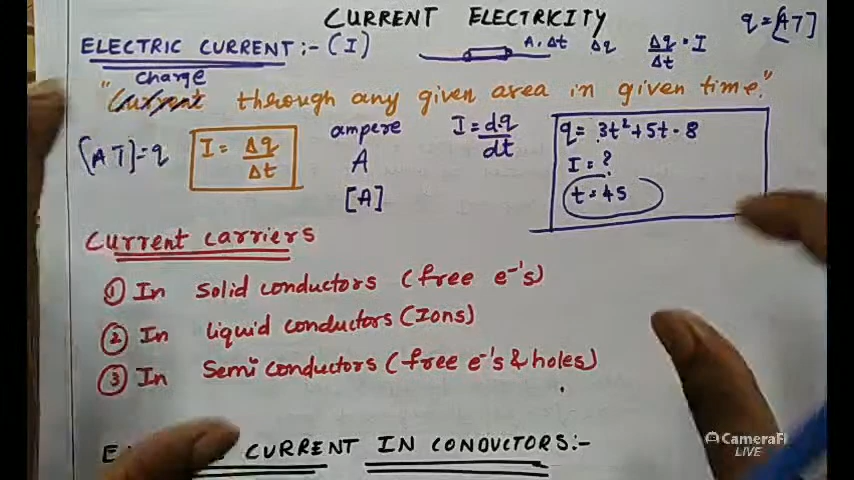 CURRENT ELECTRICITY
q = [AT]
ELECTRIC CURRENT :- (I)
A, Δt Δq Δq/Δt = I
charge
" through any given area in given time."
[AT] = q I = Δq/Δt ampere I = dq/dt
A
[A]
q = 3t² + 5t - 8
I = ?
t = 4s
Current carriers
① In solid conductors (free e⁻'s)
② In liquid conductors (Ions)
③ In Semi conductors (free e⁻'s & holes)
CURRENT IN CONDUCTORS:-
CameraFi
LIVE